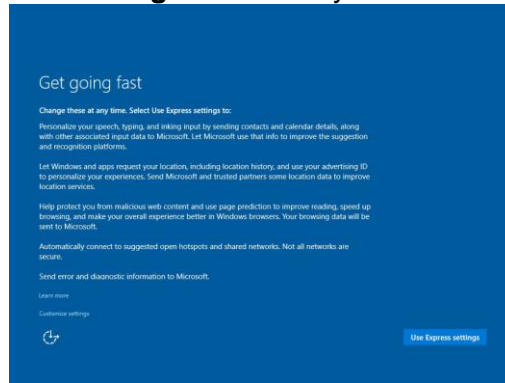 Get going fast
Change these at any time. Select Use Express settings to:
Personalize your speech, typing, and inking input by sending contacts and calendar details, along
with other associated input data to Microsoft. Let Microsoft use that info to improve the suggestion
and recognition platforms.
Let Windows and apps request your location, including location history, and use your advertising ID
to personalize your experiences. Send Microsoft and trusted partners some location data to improve
location services.
Help protect you from malicious web content and use page prediction to improve reading, speed up
browsing, and make your overall experience better in Windows browsers. Your browsing data will be
sent to Microsoft.
Automatically connect to suggested open hotspots and shared networks. Not all networks are
secure.
Send error and diagnostic information to Microsoft.
Learn more
Customize settings
Use Express settings